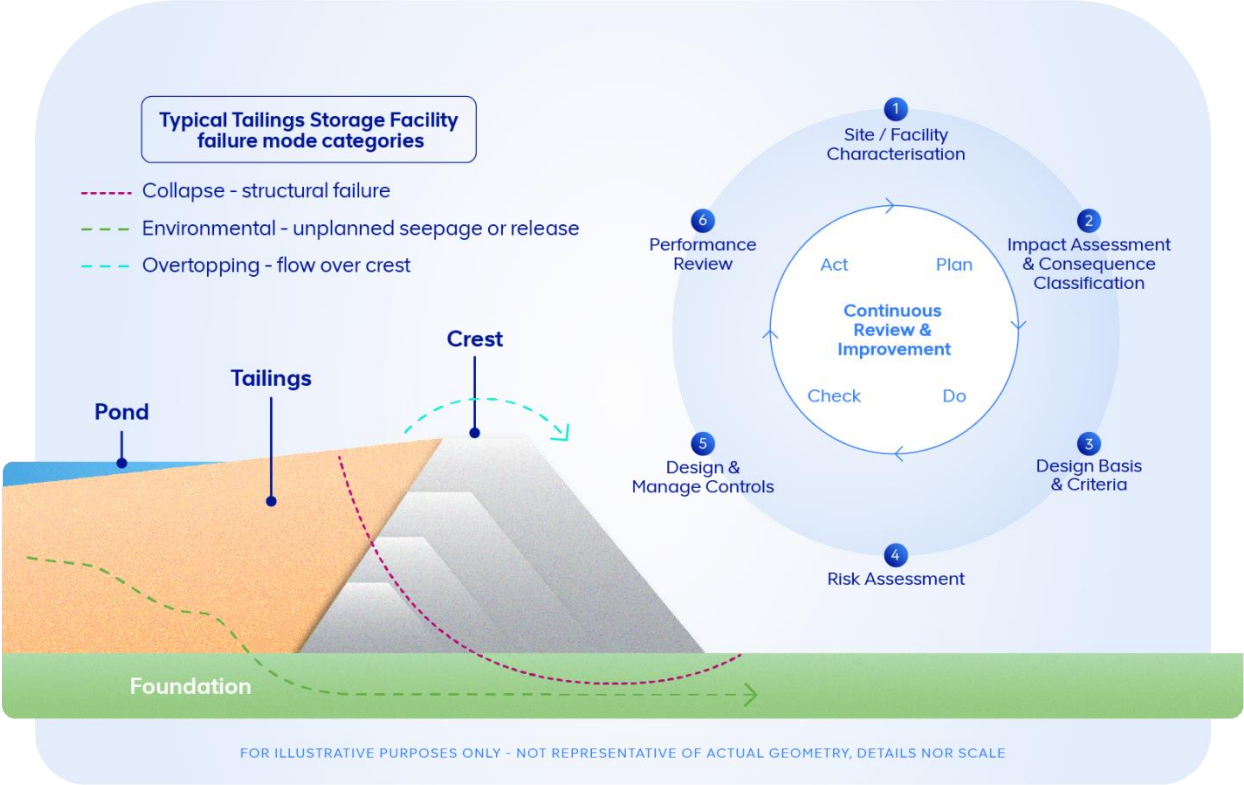 Typical Tailings Storage Facility
failure mode categories
Collapse - structural failure
Environmental - unplanned seepage or release
Overtopping - flow over crest
Pond
Tailings
Crest
Foundation
1
Site / Facility
Characterisation
2
Impact Assessment
& Consequence
Classification
3
Design Basis
& Criteria
4
Risk Assessment
5
Design &
Manage Controls
6
Performance
Review
Act
Plan
Continuous
Review &
Improvement
Check
Do
FOR ILLUSTRATIVE PURPOSES ONLY - NOT REPRESENTATIVE OF ACTUAL GEOMETRY, DETAILS NOR SCALE